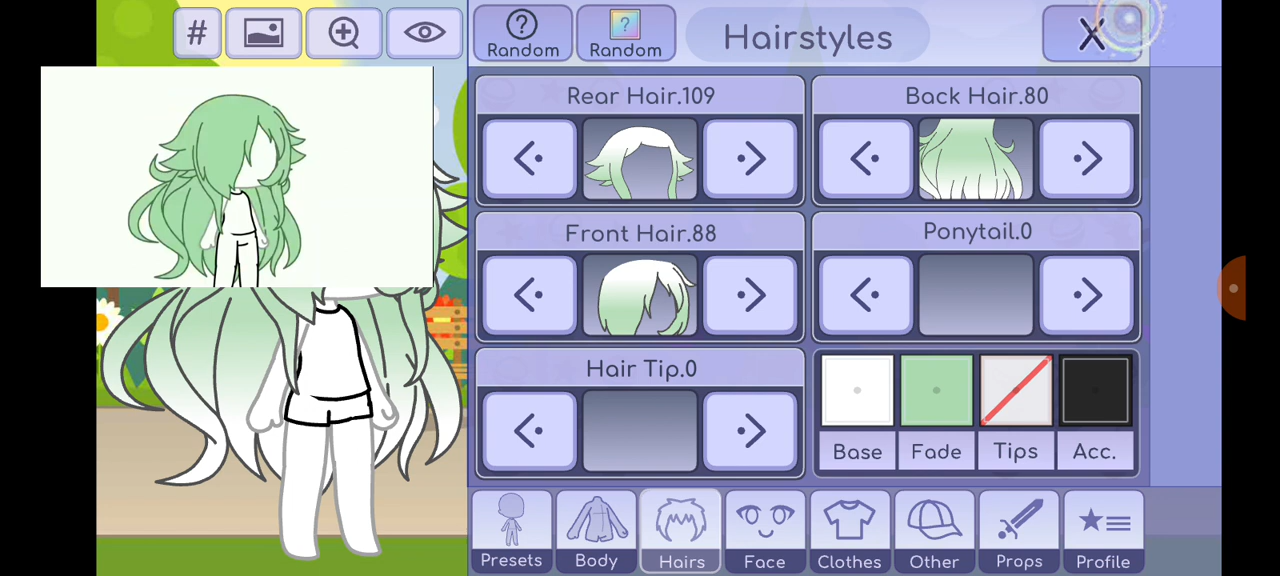 #
?
Random
?
Random
Hairstyles
X
Rear Hair.109
Back Hair.80
Front Hair.88
Ponytail.0
Hair Tip.0
Base
Fade
Tips
Acc.
Presets
Body
Hairs
Face
Clothes
Other
Props
Profile